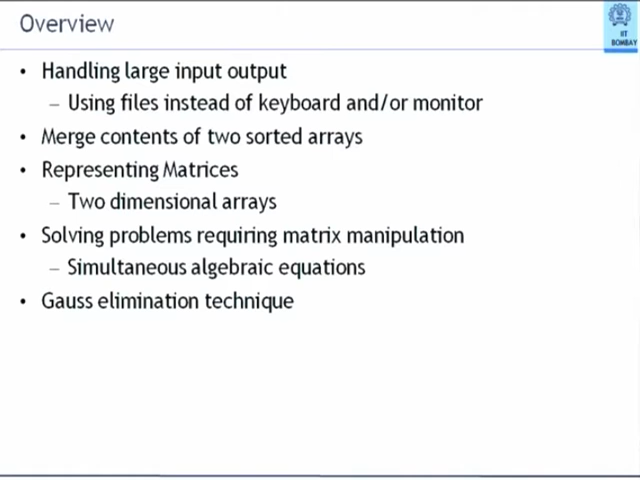 Overview
IIT
BOMBAY
• Handling large input output
– Using files instead of keyboard and/or monitor
• Merge contents of two sorted arrays
• Representing Matrices
– Two dimensional arrays
• Solving problems requiring matrix manipulation
– Simultaneous algebraic equations
• Gauss elimination technique